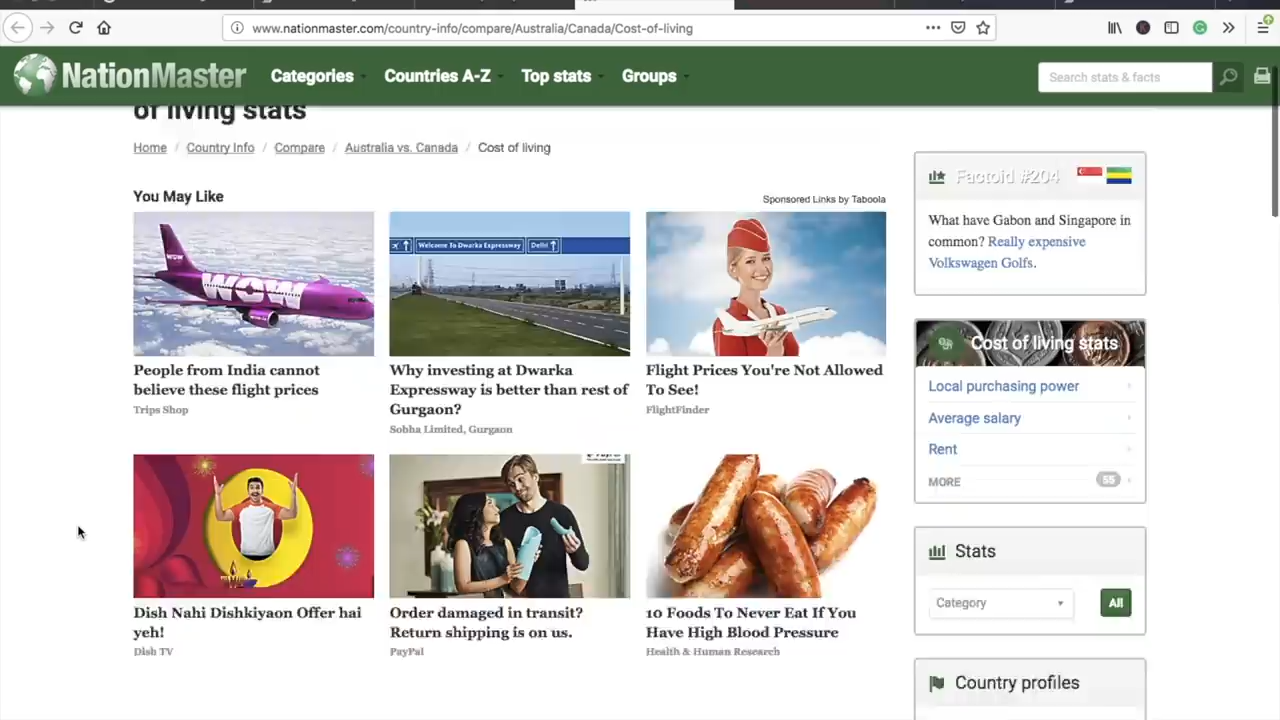 www.nationmaster.com/country-info/compare/Australia/Canada/Cost-of-living
NationMaster
Categories
Countries A-Z
Top stats
Groups
Search stats & facts
of living stats
Home / Country Info / Compare / Australia vs. Canada / Cost of living
You May Like
Sponsored Links by Taboola
WOW
WOW
Welcome To Dwarka Expressway
Delhi
People from India cannot
believe these flight prices
Trips Shop
Why investing at Dwarka
Expressway is better than rest of
Gurgaon?
Sobha Limited, Gurgaon
Flight Prices You're Not Allowed
To See!
FlightFinder
Dish Nahi Dishkiyaon Offer hai
yeh!
Dish TV
Order damaged in transit?
Return shipping is on us.
PayPal
10 Foods To Never Eat If You
Have High Blood Pressure
Health & Human Research
Factoid #204
What have Gabon and Singapore in
common? Really expensive
Volkswagen Golfs.
Cost of living stats
Local purchasing power
Average salary
Rent
MORE
55
Stats
Category
All
Country profiles